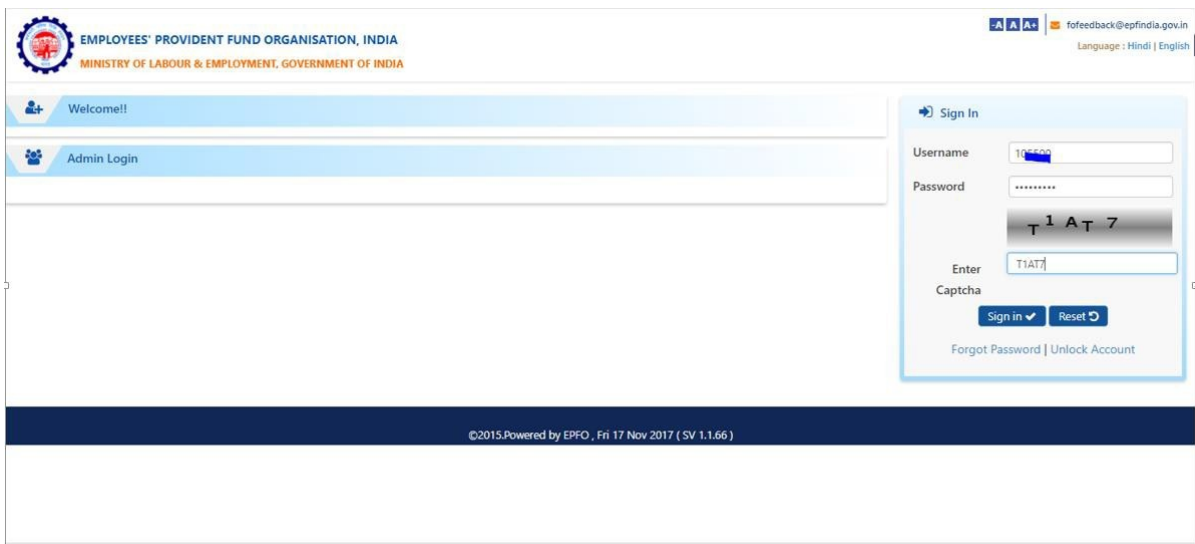 -A A A+ fofeedback@epfindia.gov.in
EMPLOYEES' PROVIDENT FUND ORGANISATION, INDIA
Language : Hindi | English
MINISTRY OF LABOUR & EMPLOYMENT, GOVERNMENT OF INDIA
Welcome!!
Admin Login
Sign In
Username
Password •••••••••
T 1 A T 7
Enter T1AT7
Captcha
Sign in Reset
Forgot Password | Unlock Account
©2015.Powered by EPFO , Fri 17 Nov 2017 ( SV 1.1.66 )